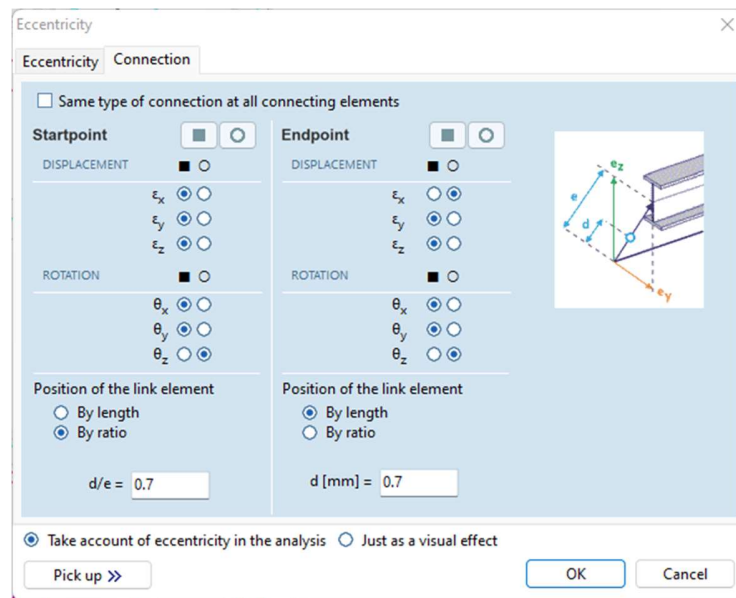 Eccentricity
Eccentricity Connection
Same type of connection at all connecting elements
Startpoint
DISPLACEMENT
εx
εy
εz
ROTATION
θx
θy
θz
Position of the link element
By length
By ratio
d/e = 0.7
Endpoint
DISPLACEMENT
εx
εy
εz
ROTATION
θx
θy
θz
Position of the link element
By length
By ratio
d [mm] = 0.7
ez
e
d
ey
Take account of eccentricity in the analysis Just as a visual effect
Pick up >> OK Cancel